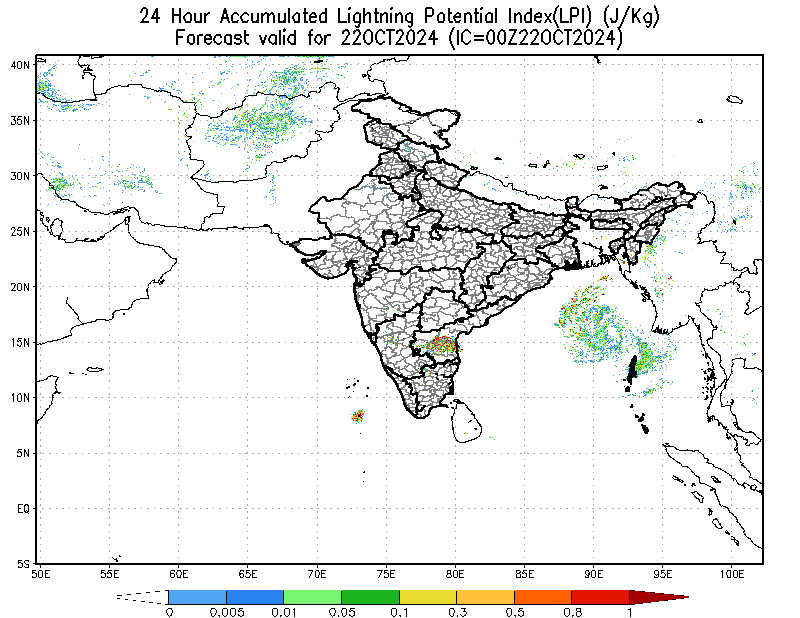 24 Hour Accumulated Lightning Potential Index(LPI) (J/Kg)
Forecast valid for 22OCT2024 (IC=00Z22OCT2024)
40N
35N
30N
25N
20N
15N
10N
5N
EQ
5S
50E 55E 60E 65E 70E 75E 80E 85E 90E 95E 100E
0 0.005 0.01 0.05 0.1 0.3 0.5 0.8 1